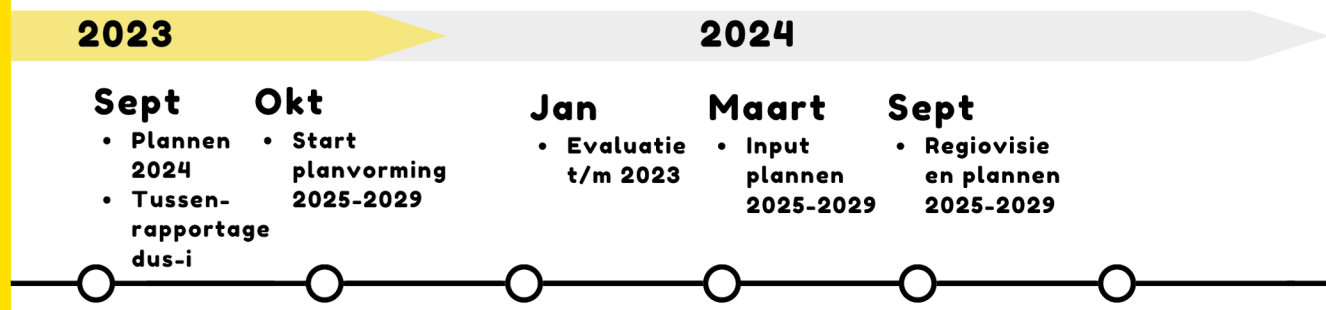 2023
2024
Sept
• Plannen
2024
• Tussen-
rapportage
dus-i
Okt
• Start
planvorming
2025-2029
Jan
• Evaluatie
t/m 2023
Maart
• Input
plannen
2025-2029
Sept
• Regiovisie
en plannen
2025-2029